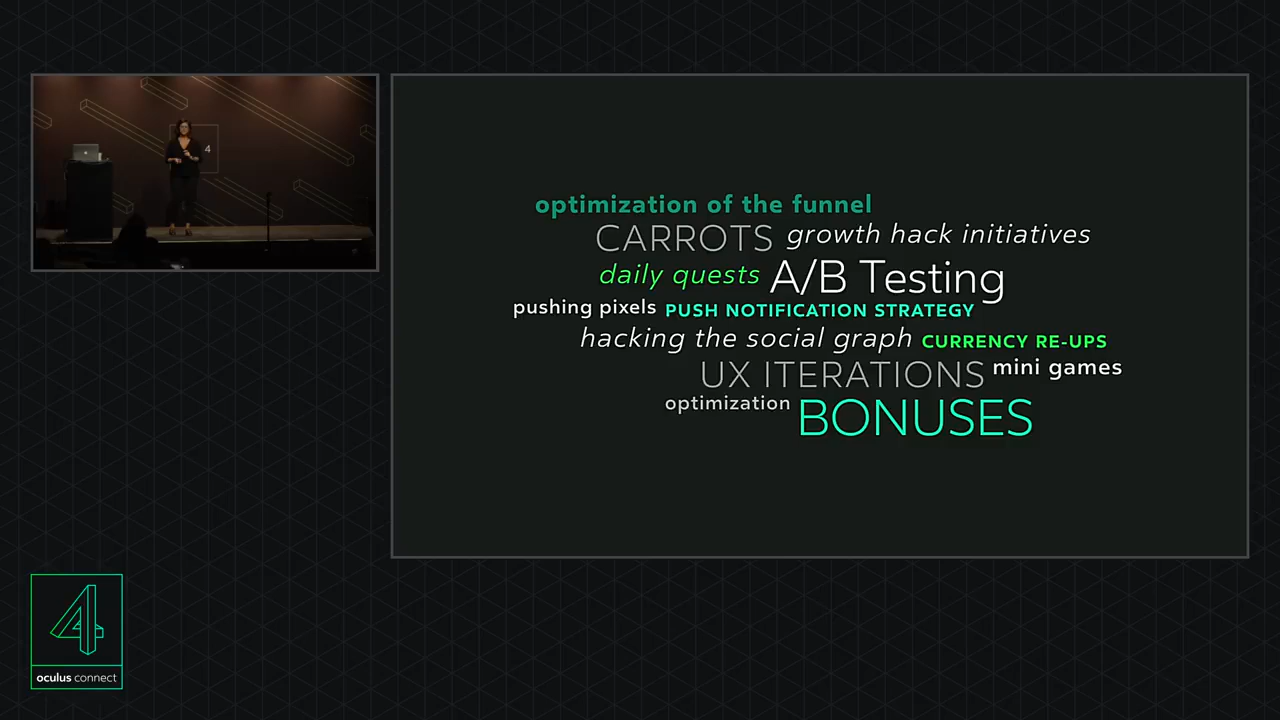 optimization of the funnel
CARROTS growth hack initiatives
daily quests A/B Testing
pushing pixels PUSH NOTIFICATION STRATEGY
hacking the social graph CURRENCY RE-UPS
UX ITERATIONS mini games
optimization BONUSES
4
4
oculus connect